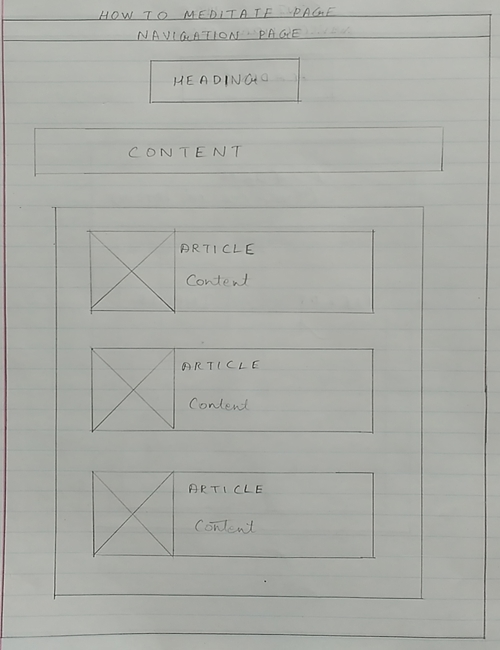 HOW TO MEDITATE PAGE
NAVIGATION PAGE
HEADING
CONTENT
ARTICLE
Content
ARTICLE
Content
ARTICLE
Content